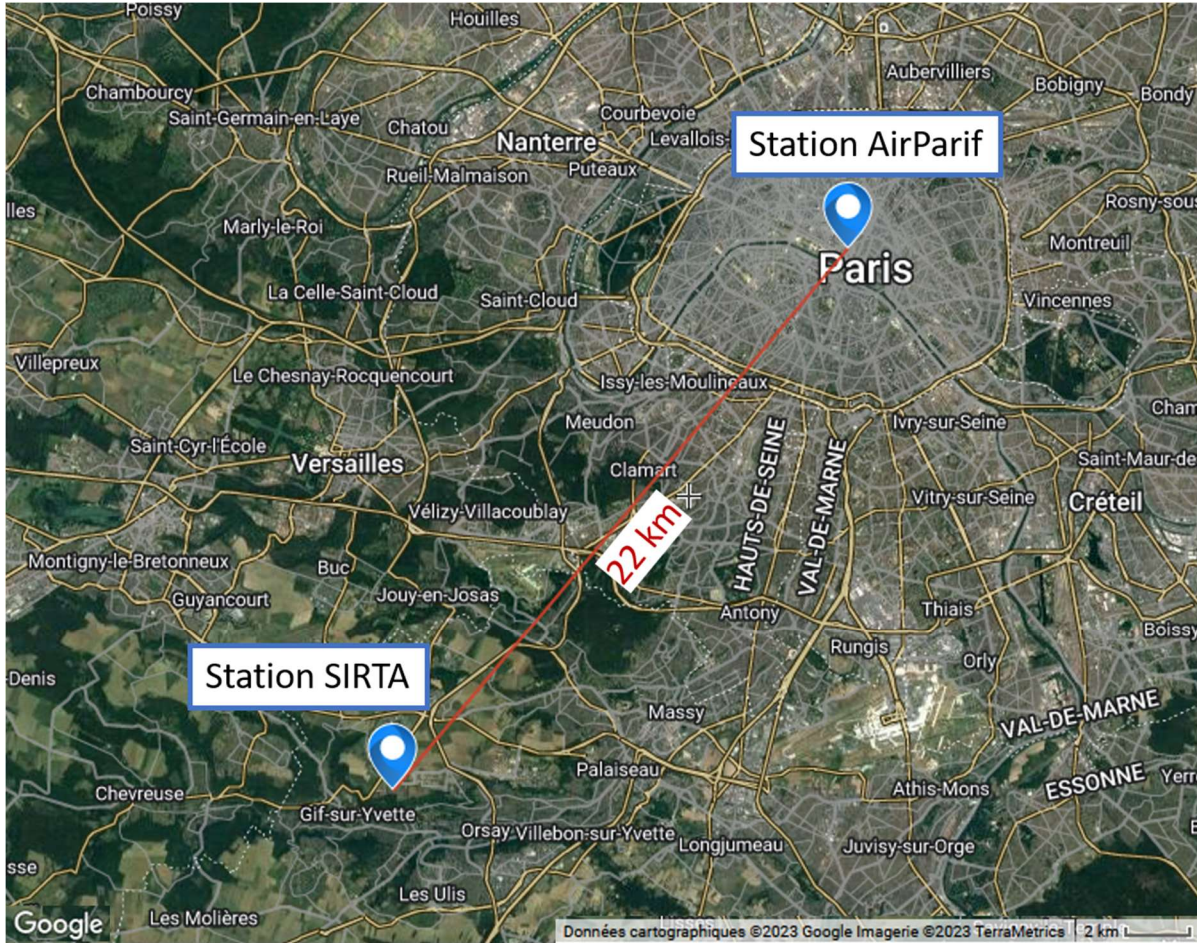 Poissy
Houilles
Aubervilliers
Bobigny
Bondy
Chambourcy
Saint-Germain-en-Laye
Chatou
Courbevoie
Nanterre
Levallois-
Station AirParif
Rueil-Malmaison
Puteaux
lles
Rosny-sous
Marly-le-Roi
Montreuil
Paris
La Celle-Saint-Cloud
Saint-Cloud
Vincennes
Villepreux
Le Chesnay-Rocquencourt
Issy-les-Moulineaux
Meudon
Ivry-sur-Seine
Cham
Saint-Cyr-l'École
Versailles
Clamart
HAUTS-DE-SEINE
VAL-DE-MARNE
Saint-Maur-de
Vélizy-Villacoublay
Vitry-sur-Seine
Créteil
22 km
Montigny-le-Bretonneux
Buc
Guyancourt
Jouy-en-Josas
Antony
Thiais
Boissy
Rungis
Orly
Station SIRTA
-Denis
Massy
VAL-DE-MARNE
Palaiseau
ESSONNE
Yerr
Chevreuse
Athis-Mons
Gif-sur-Yvette
Orsay
Villebon-sur-Yvette
Longjumeau
Juvisy-sur-Orge
sse
Les Ulis
Les Molières
Google
Données cartographiques ©2023 Google Imagerie ©2023 TerraMetrics
2 km